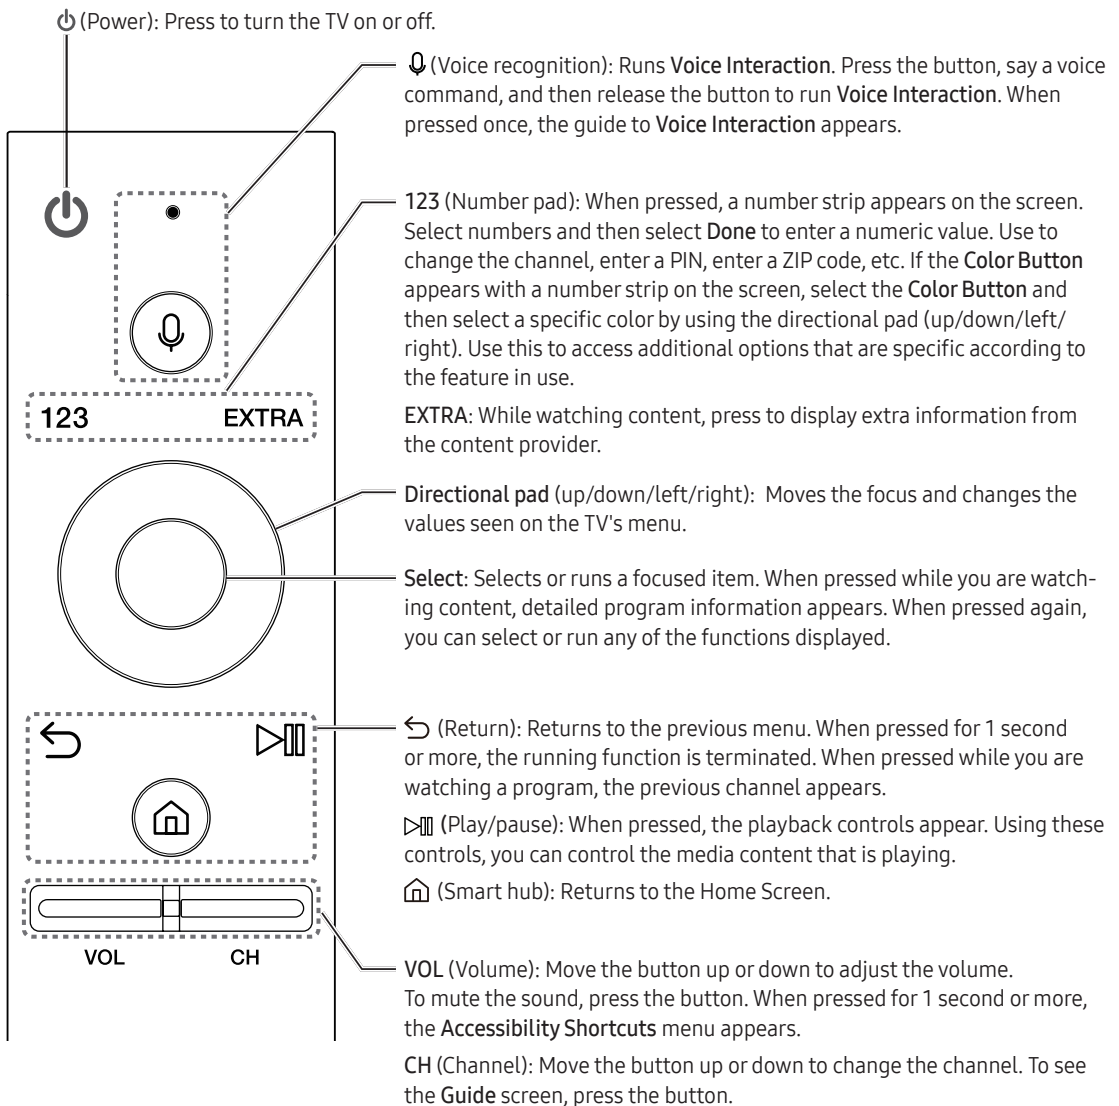 (Power): Press to turn the TV on or off.
(Voice recognition): Runs Voice Interaction. Press the button, say a voice
command, and then release the button to run Voice Interaction. When
pressed once, the guide to Voice Interaction appears.
123 (Number pad): When pressed, a number strip appears on the screen.
Select numbers and then select Done to enter a numeric value. Use to
change the channel, enter a PIN, enter a ZIP code, etc. If the Color Button
appears with a number strip on the screen, select the Color Button and
then select a specific color by using the directional pad (up/down/left/
right). Use this to access additional options that are specific according to
the feature in use.
123 EXTRA
EXTRA: While watching content, press to display extra information from
the content provider.
Directional pad (up/down/left/right): Moves the focus and changes the
values seen on the TV's menu.
Select: Selects or runs a focused item. When pressed while you are watch-
ing content, detailed program information appears. When pressed again,
you can select or run any of the functions displayed.
(Return): Returns to the previous menu. When pressed for 1 second
or more, the running function is terminated. When pressed while you are
watching a program, the previous channel appears.
(Play/pause): When pressed, the playback controls appear. Using these
controls, you can control the media content that is playing.
(Smart hub): Returns to the Home Screen.
VOL CH
VOL (Volume): Move the button up or down to adjust the volume.
To mute the sound, press the button. When pressed for 1 second or more,
the Accessibility Shortcuts menu appears.
CH (Channel): Move the button up or down to change the channel. To see
the Guide screen, press the button.